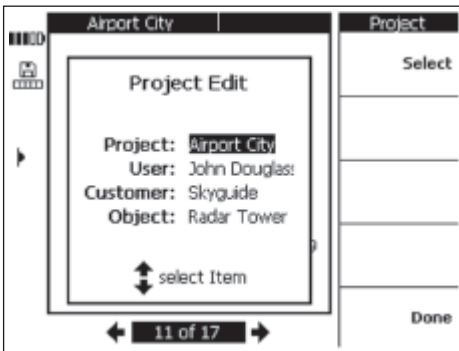 Airport City
Project
Select
Project Edit
Project: Airport City
User: John Douglas
Customer: Skyguide
Object: Radar Tower
select Item
11 of 17
Done